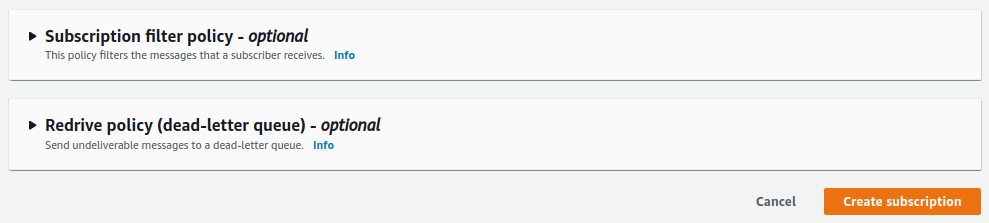 Subscription filter policy - optional
This policy filters the messages that a subscriber receives. Info
Redrive policy (dead-letter queue) - optional
Send undeliverable messages to a dead-letter queue. Info
Cancel Create subscription